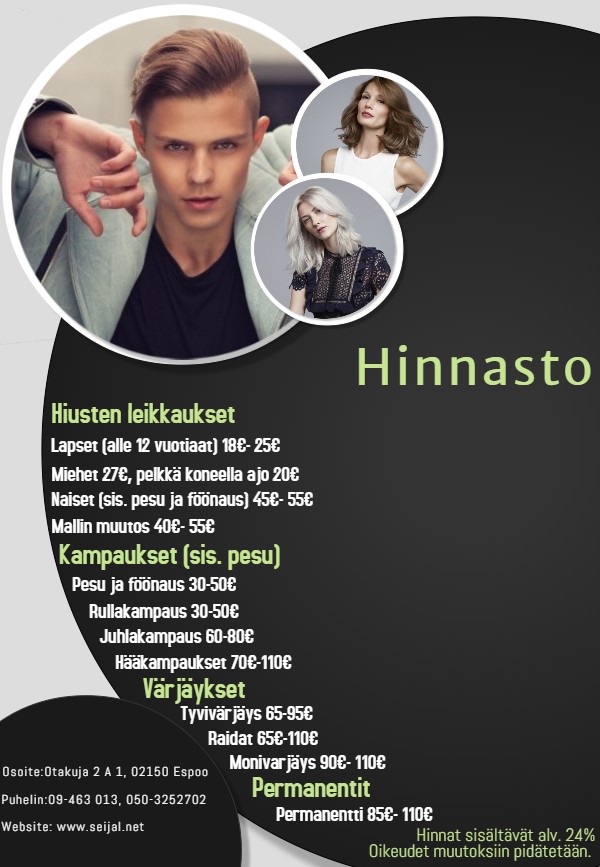 Hinnasto
Hiusten leikkaukset
Lapset (alle 12 vuotiaat) 18€- 25€
Miehet 27€, pelkkä koneella ajo 20€
Naiset (sis. pesu ja föönaus) 45€- 55€
Mallin muutos 40€- 55€
Kampaukset (sis. pesu)
Pesu ja föönaus 30-50€
Rullakampaus 30-50€
Juhlakampaus 60-80€
Hääkampaukset 70€-110€
Värjäykset
Tyvivärjäys 65-95€
Raidat 65€-110€
Monivarjäys 90€- 110€
Permanentit
Permanentti 85€- 110€
Hinnat sisältävät alv. 24%
Oikeudet muutoksiin pidätetään.
Osoite:Otakuja 2 A 1, 02150 Espoo
Puhelin:09-463 013, 050-3252702
Website: www.seijal.net